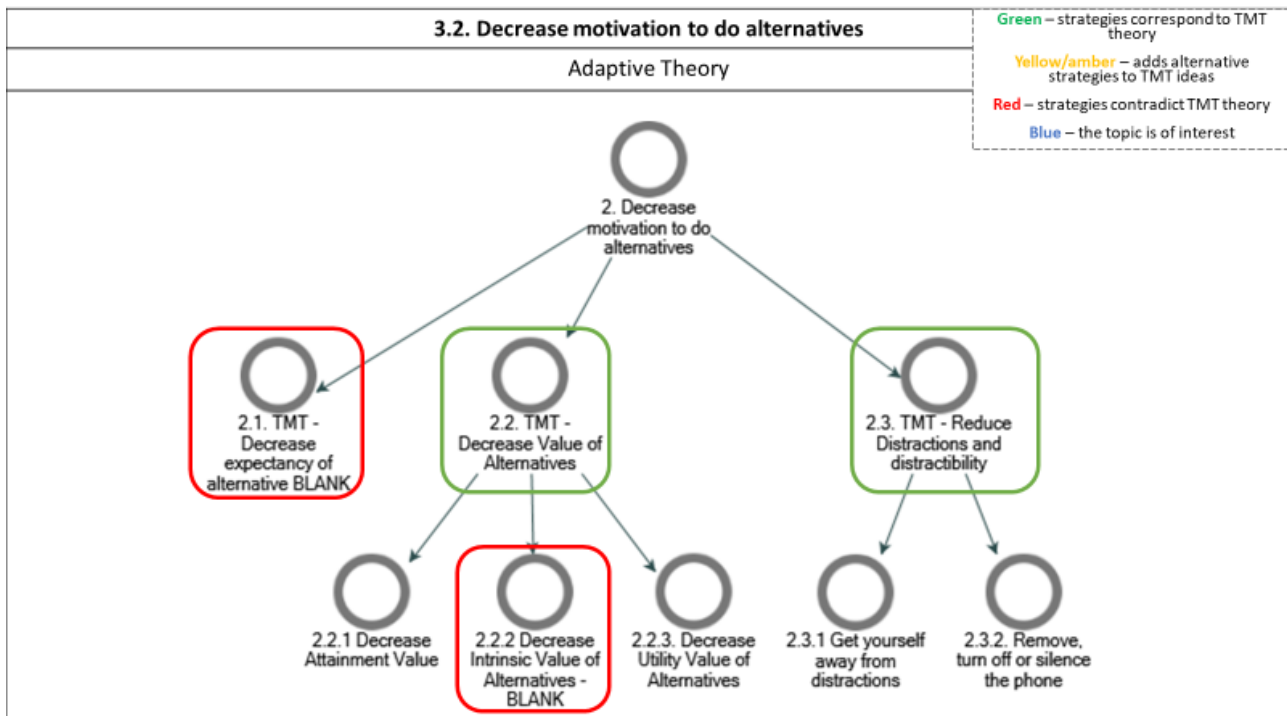 3.2. Decrease motivation to do alternatives
Adaptive Theory
Green – strategies correspond to TMT
theory
Yellow/amber – adds alternative
strategies to TMT ideas
Red – strategies contradict TMT theory
Blue – the topic is of interest
2. Decrease
motivation to do
alternatives
2.1. TMT -
Decrease
expectancy of
alternative BLANK
2.2. TMT -
Decrease Value of
Alternatives
2.3. TMT - Reduce
Distractions and
distractibility
2.2.1 Decrease
Attainment Value
2.2.2 Decrease
Intrinsic Value of
Alternatives -
BLANK
2.2.3. Decrease
Utility Value of
Alternatives
2.3.1 Get yourself
away from
distractions
2.3.2. Remove,
turn off or silence
the phone